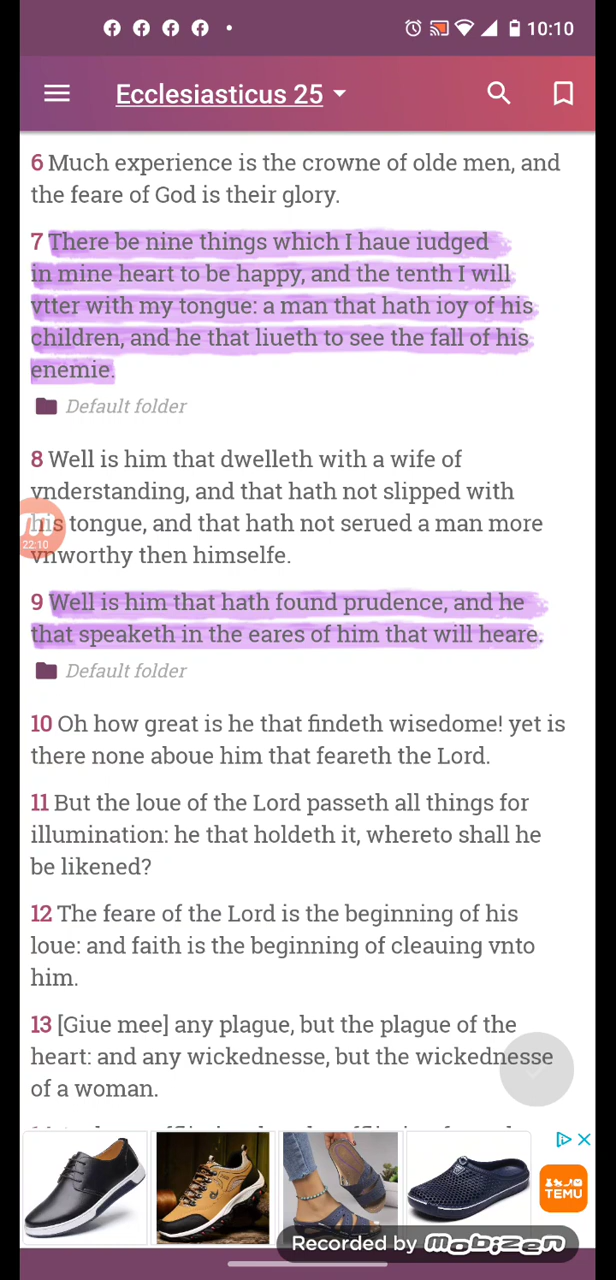 10:10
Ecclesiasticus 25
6 Much experience is the crowne of olde men, and
the feare of God is their glory.
7 There be nine things which I haue iudged
in mine heart to be happy, and the tenth I will
vtter with my tongue: a man that hath ioy of his
children, and he that liueth to see the fall of his
enemie.
Default folder
8 Well is him that dwelleth with a wife of
vnderstanding, and that hath not slipped with
his tongue, and that hath not serued a man more
vnworthy then himselfe.
22:10
9 Well is him that hath found prudence, and he
that speaketh in the eares of him that will heare.
Default folder
10 Oh how great is he that findeth wisedome! yet is
there none aboue him that feareth the Lord.
11 But the loue of the Lord passeth all things for
illumination: he that holdeth it, whereto shall he
be likened?
12 The feare of the Lord is the beginning of his
loue: and faith is the beginning of cleauing vnto
him.
13 [Giue mee] any plague, but the plague of the
heart: and any wickednesse, but the wickednesse
of a woman.
TEMU
Recorded by Mobizen